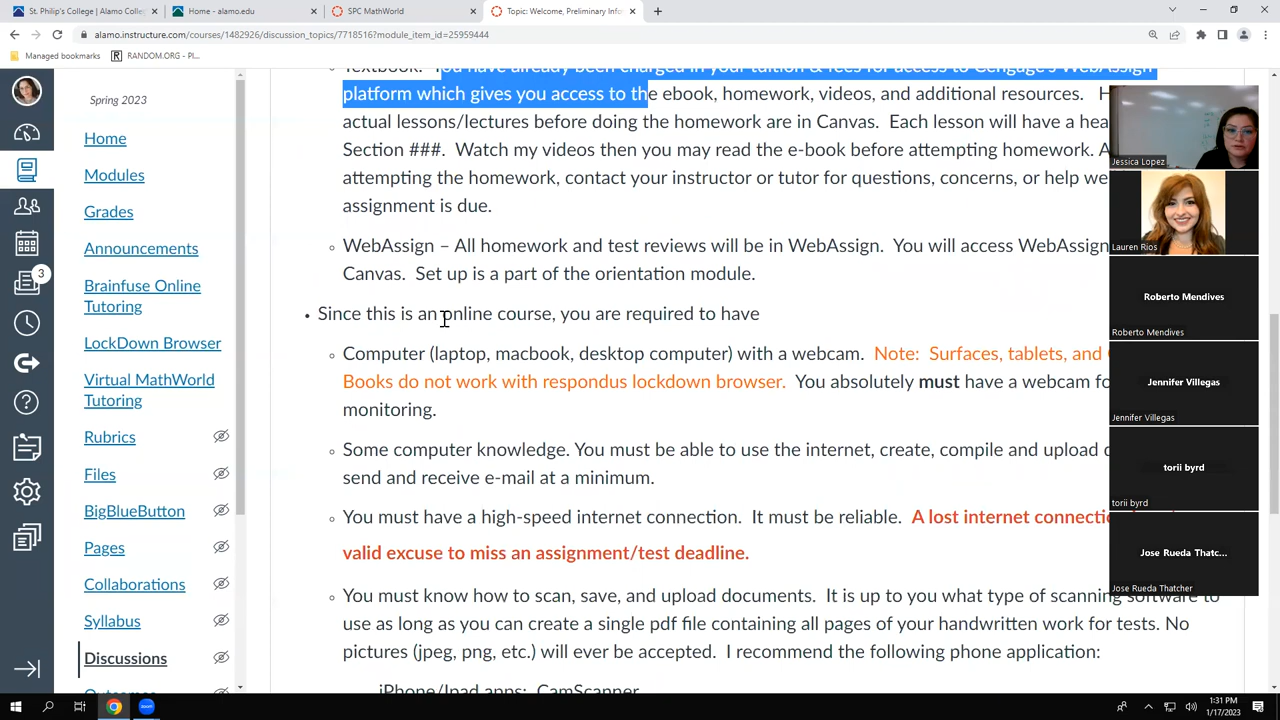 St. Philip's College | Alamo Colle
Home - alamo.edu
SPC MathWorld
Topic: Welcome, Preliminary Info
alamo.instructure.com/courses/1482926/discussion_topics/7718516?module_item_id=25959444
Managed bookmarks
RANDOM.ORG - Pl...
Spring 2023
Home
Modules
Grades
Announcements
Brainfuse Online
Tutoring
LockDown Browser
Virtual MathWorld
Tutoring
Rubrics
Files
BigBlueButton
Pages
Collaborations
Syllabus
Discussions
Outcomes
3
Textbook: You have already been charged in your tuition & fees for access to Cengage's WebAssign
platform which gives you access to the ebook, homework, videos, and additional resources. H
actual lessons/lectures before doing the homework are in Canvas. Each lesson will have a hea
Section ###. Watch my videos then you may read the e-book before attempting homework. A
attempting the homework, contact your instructor or tutor for questions, concerns, or help we
assignment is due.
WebAssign – All homework and test reviews will be in WebAssign. You will access WebAssign
Canvas. Set up is a part of the orientation module.
Since this is an online course, you are required to have
Computer (laptop, macbook, desktop computer) with a webcam. Note: Surfaces, tablets, and
Books do not work with respondus lockdown browser. You absolutely must have a webcam fo
monitoring.
Some computer knowledge. You must be able to use the internet, create, compile and upload
send and receive e-mail at a minimum.
You must have a high-speed internet connection. It must be reliable. A lost internet connecti
valid excuse to miss an assignment/test deadline.
You must know how to scan, save, and upload documents. It is up to you what type of scanning software to
use as long as you can create a single pdf file containing all pages of your handwritten work for tests. No
pictures (jpeg, png, etc.) will ever be accepted. I recommend the following phone application:
iPhone/Ipad apps: CamScanner
Jessica Lopez
Lauren Rios
Roberto Mendives
Roberto Mendives
Jennifer Villegas
Jennifer Villegas
torii byrd
torii byrd
Jose Rueda Thatc...
Jose Rueda Thatcher
1:31 PM
1/17/2023